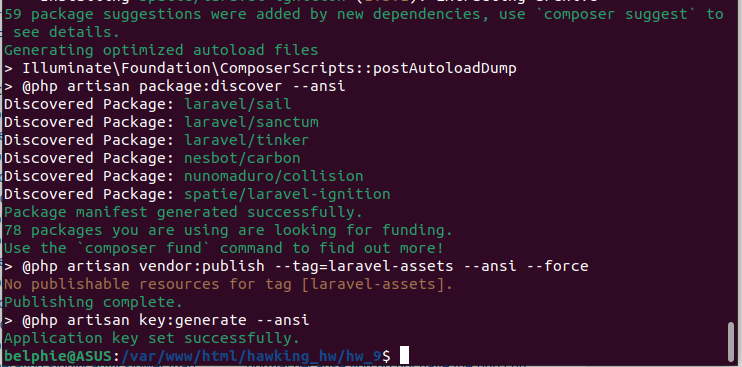 59 package suggestions were added by new dependencies, use `composer suggest` to
 see details.
Generating optimized autoload files
> Illuminate\Foundation\ComposerScripts::postAutoloadDump
> @php artisan package:discover --ansi
Discovered Package: laravel/sail
Discovered Package: laravel/sanctum
Discovered Package: laravel/tinker
Discovered Package: nesbot/carbon
Discovered Package: nunomaduro/collision
Discovered Package: spatie/laravel-ignition
Package manifest generated successfully.
78 packages you are using are looking for funding.
Use the `composer fund` command to find out more!
> @php artisan vendor:publish --tag=laravel-assets --ansi --force
No publishable resources for tag [laravel-assets].
Publishing complete.
> @php artisan key:generate --ansi
Application key set successfully.
belphie@ASUS:/var/www/html/hawking_hw/hw_9$